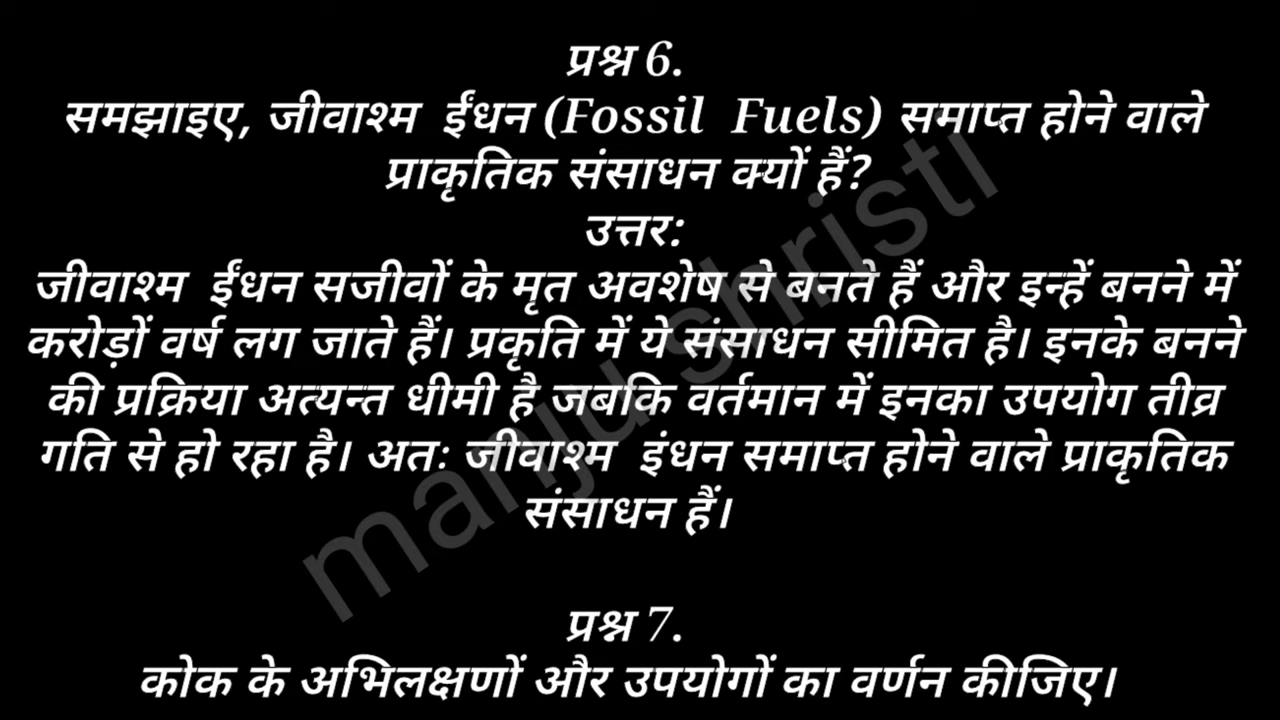 प्रश्न 6.
समझाइए, जीवाश्म ईंधन (Fossil Fuels) समाप्त होने वाले
प्राकृतिक संसाधन क्यों हैं?
उत्तर:
जीवाश्म ईंधन सजीवों के मृत अवशेष से बनते हैं और इन्हें बनने में
करोड़ों वर्ष लग जाते हैं। प्रकृति में ये संसाधन सीमित है। इनके बनने
की प्रक्रिया अत्यन्त धीमी है जबकि वर्तमान में इनका उपयोग तीव्र
गति से हो रहा है। अतः जीवाश्म इंधन समाप्त होने वाले प्राकृतिक
संसाधन हैं।
प्रश्न 7.
कोक के अभिलक्षणों और उपयोगों का वर्णन कीजिए।
manju shristi